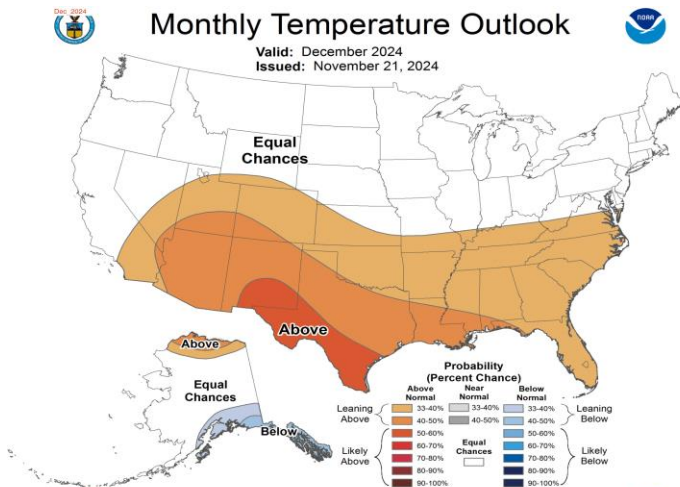 Dec. 2024
Monthly Temperature Outlook
NOAA
Valid: December 2024
Issued: November 21, 2024
Equal
Chances
Above
Above
Equal
Chances
Below
Probability
(Percent Chance)
Above
Normal
Near
Normal
Below
Normal
Leaning
Above
33-40%
33-40%
33-40%
Leaning
Below
40-50%
40-50%
40-50%
Likely
Above
50-60%
50-60%
Likely
Below
60-70%
60-70%
70-80%
Equal
Chances
70-80%
80-90%
80-90%
90-100%
90-100%